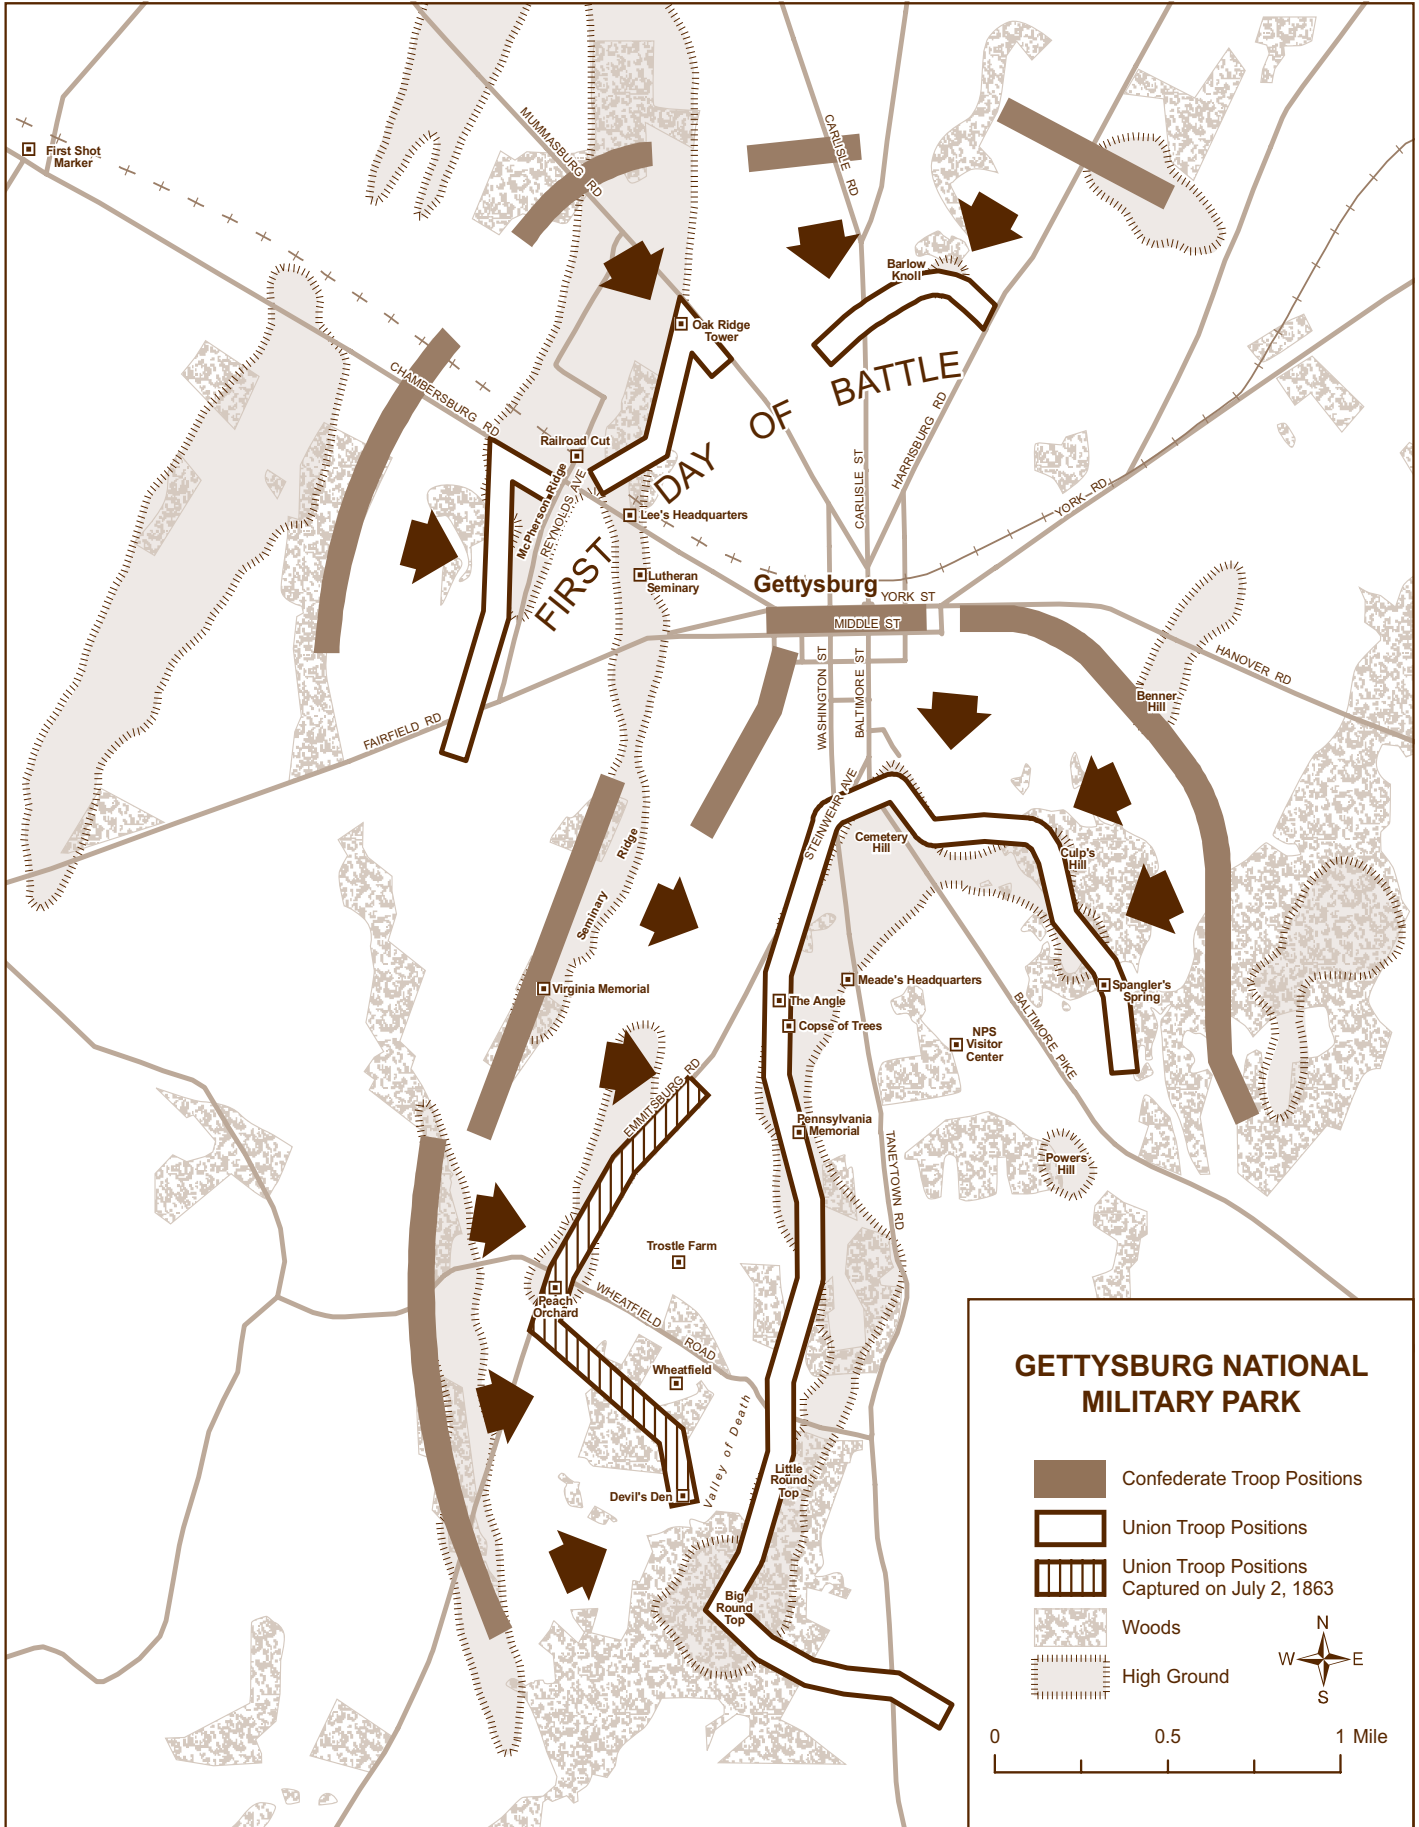 First Shot
Marker
MUMMASBURG RD
CARLISLE RD
Barlow
Knoll
Oak Ridge
Tower
CHAMBERSBURG RD
FIRST DAY OF BATTLE
HARRISBURG RD
Railroad Cut
McPherson Ridge
REYNOLDS AVE
CARLISLE ST
YORK RD
Lee's Headquarters
Lutheran
Seminary
Gettysburg
YORK ST
MIDDLE ST
WASHINGTON ST
BALTIMORE ST
HANOVER RD
Benner
Hill
FAIRFIELD RD
STEINWEHR AVE
Cemetery
Hill
Culp's
Hill
Seminary Ridge
Virginia Memorial
Meade's Headquarters
The Angle
Copse of Trees
Spangler's
Spring
NPS
Visitor
Center
BALTIMORE PIKE
EMMITSBURG RD
Pennsylvania
Memorial
TANEYTOWN RD
Powers
Hill
Trostle Farm
Peach
Orchard
WHEATFIELD ROAD
Wheatfield
Valley of Death
Devil's Den
Little
Round
Top
Big
Round
Top
GETTYSBURG NATIONAL
MILITARY PARK
Confederate Troop Positions
Union Troop Positions
Union Troop Positions
Captured on July 2, 1863
Woods
High Ground
N
W E
S
0 0.5 1 Mile